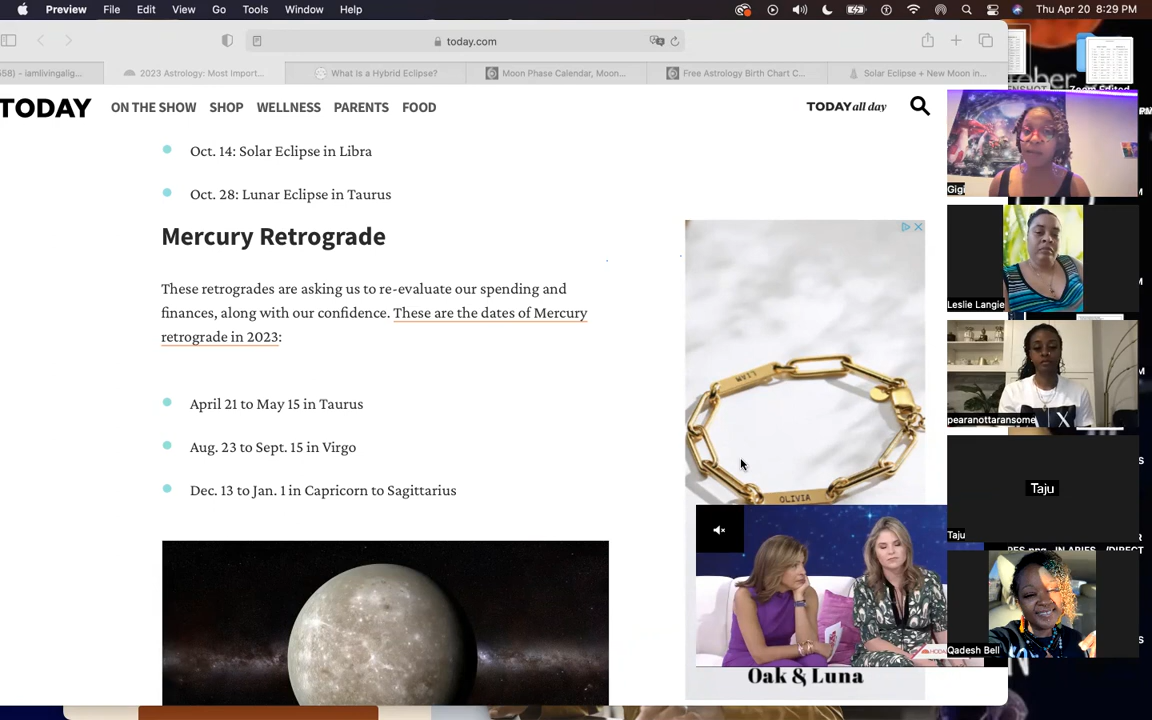 Preview File Edit View Go Tools Window Help Thu Apr 20 8:29 PM
today.com
558) – iamlivingalig... 2023 Astrology: Most Import... What Is a Hybrid Eclipse? Moon Phase Calendar, Moon... Free Astrology Birth Chart C... Solar Eclipse + New Moon in...
TODAY ON THE SHOW SHOP WELLNESS PARENTS FOOD TODAY all day
Oct. 14: Solar Eclipse in Libra
Oct. 28: Lunar Eclipse in Taurus
Mercury Retrograde
These retrogrades are asking us to re-evaluate our spending and
finances, along with our confidence. These are the dates of Mercury
retrograde in 2023:
April 21 to May 15 in Taurus
Aug. 23 to Sept. 15 in Virgo
Dec. 13 to Jan. 1 in Capricorn to Sagittarius
LIAM
OLIVIA
Oak & Luna
Gigi
Leslie Langie
pearanottaransome
X
Taju
Taju
Qadesh Bell